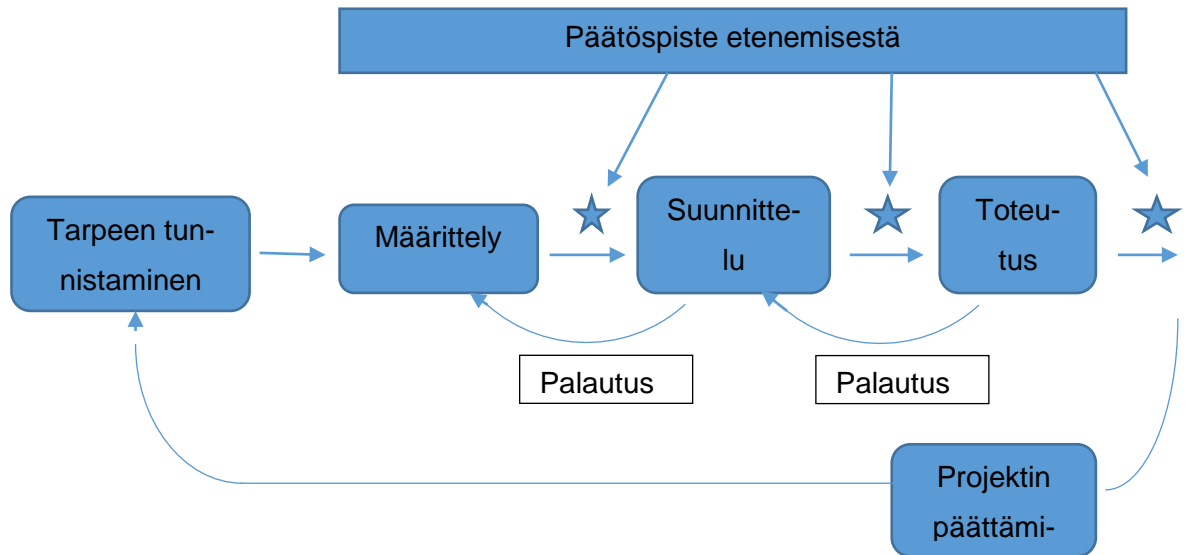 Päätöspiste etenemisestä
Tarpeen tun-
nistaminen
Määrittely
Suunnitte-
lu
Toteu-
tus
Palautus
Palautus
Projektin
päättämi-